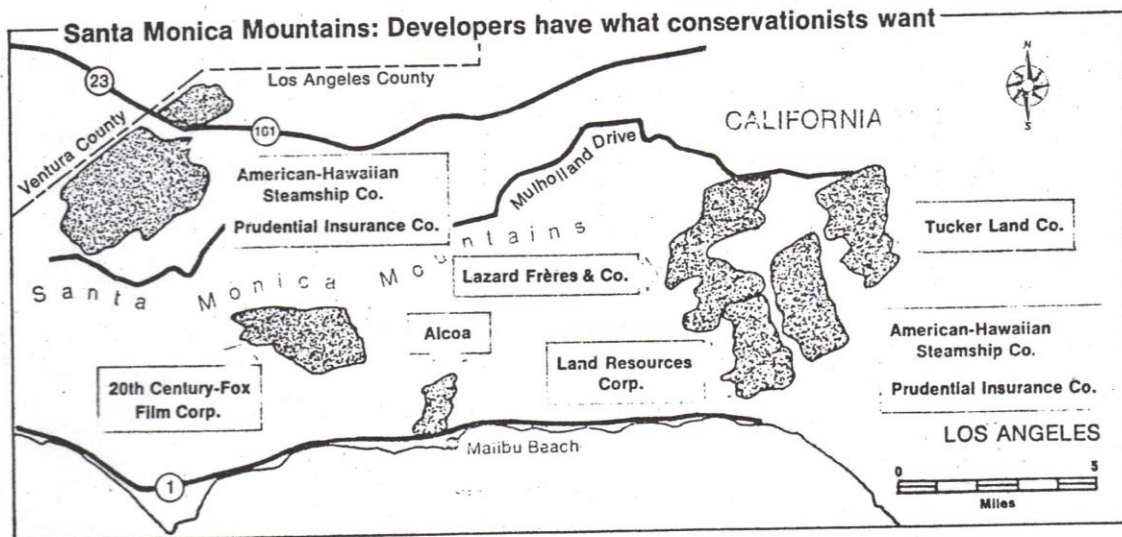 Santa Monica Mountains: Developers have what conservationists want
23
Los Angeles County
Ventura County
101
N
S
CALIFORNIA
Mulholland Drive
American-Hawaiian
Steamship Co.
Prudential Insurance Co.
Tucker Land Co.
Santa Monica Mountains
Lazard Frères & Co.
Alcoa
American-Hawaiian
Steamship Co.
Prudential Insurance Co.
Land Resources
Corp.
20th Century-Fox
Film Corp.
LOS ANGELES
Malibu Beach
1
0 5
Miles